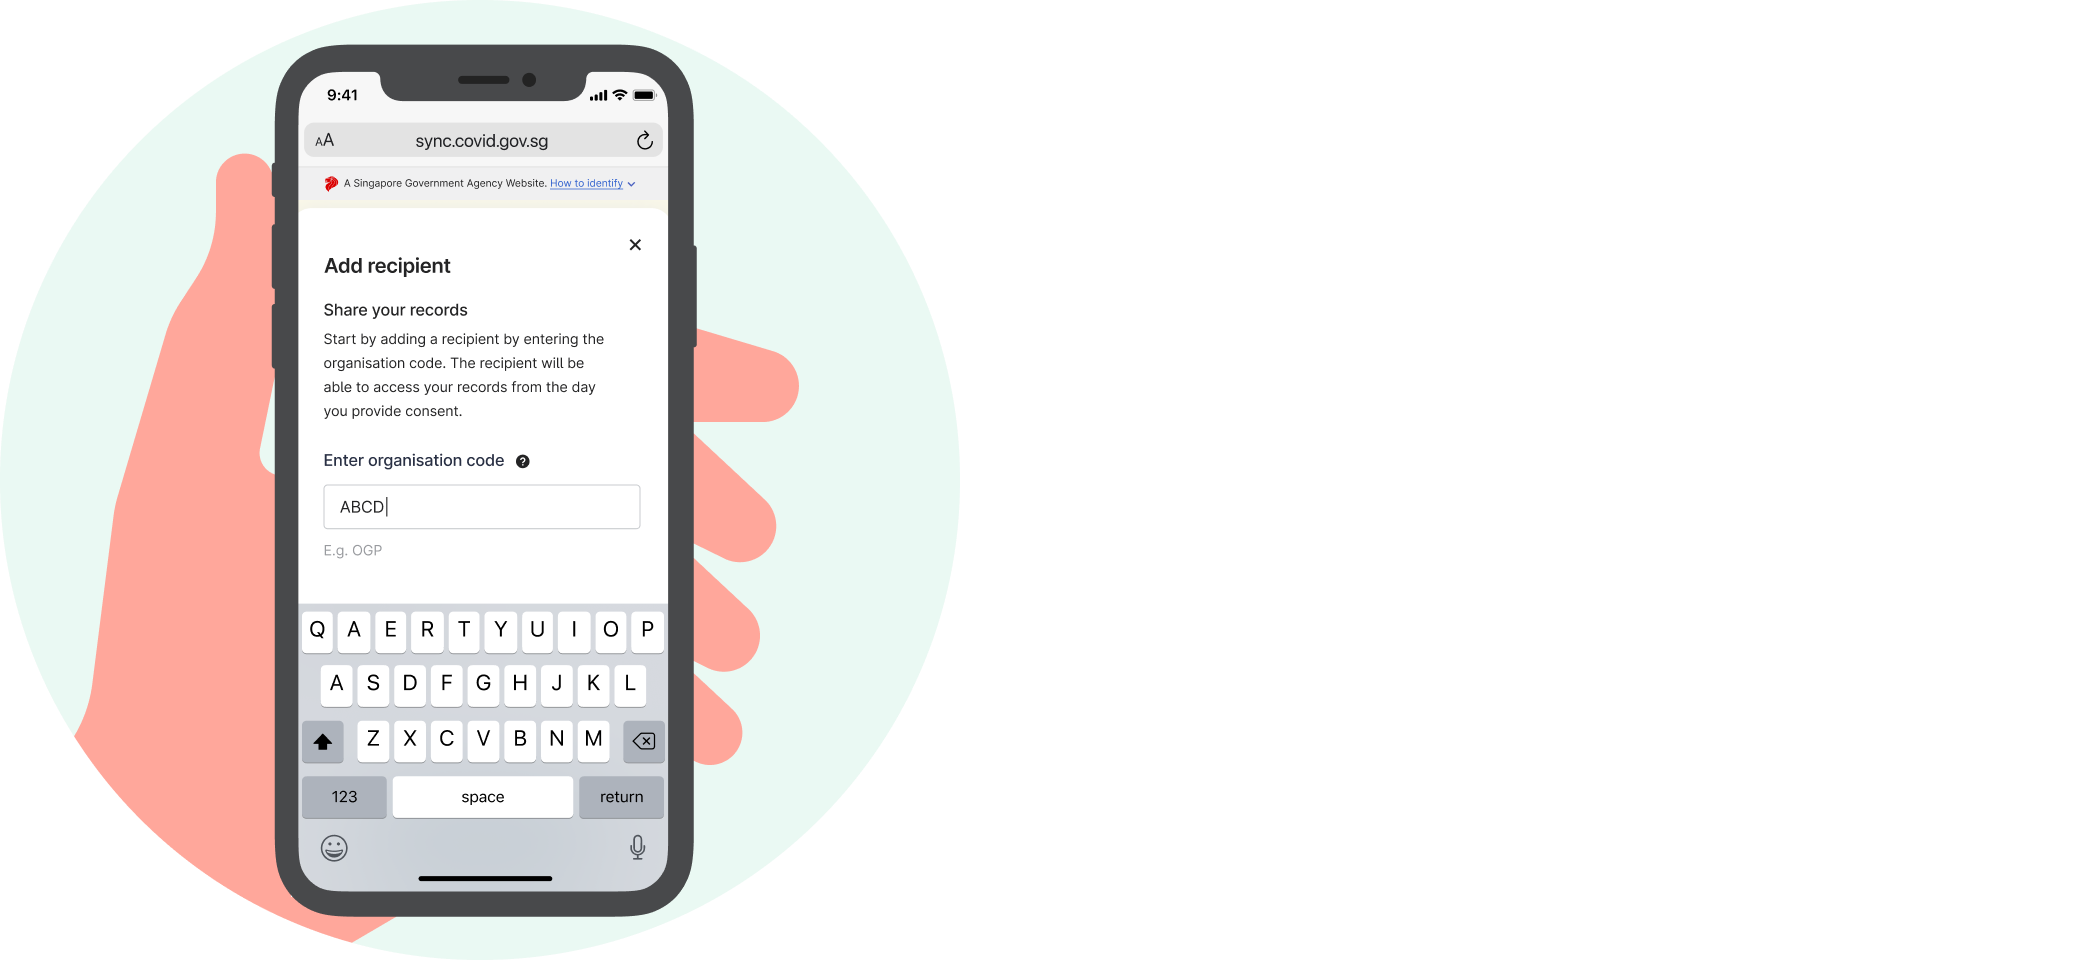 9:41
AA
sync.covid.gov.sg
A Singapore Government Agency Website. How to identify
Add recipient
Share your records
Start by adding a recipient by entering the
organisation code. The recipient will be
able to access your records from the day
you provide consent.
Enter organisation code ?
ABCD
E.g. OGP
Q A E R T Y U I O P
A S D F G H J K L
Z X C V B N M
123 space return